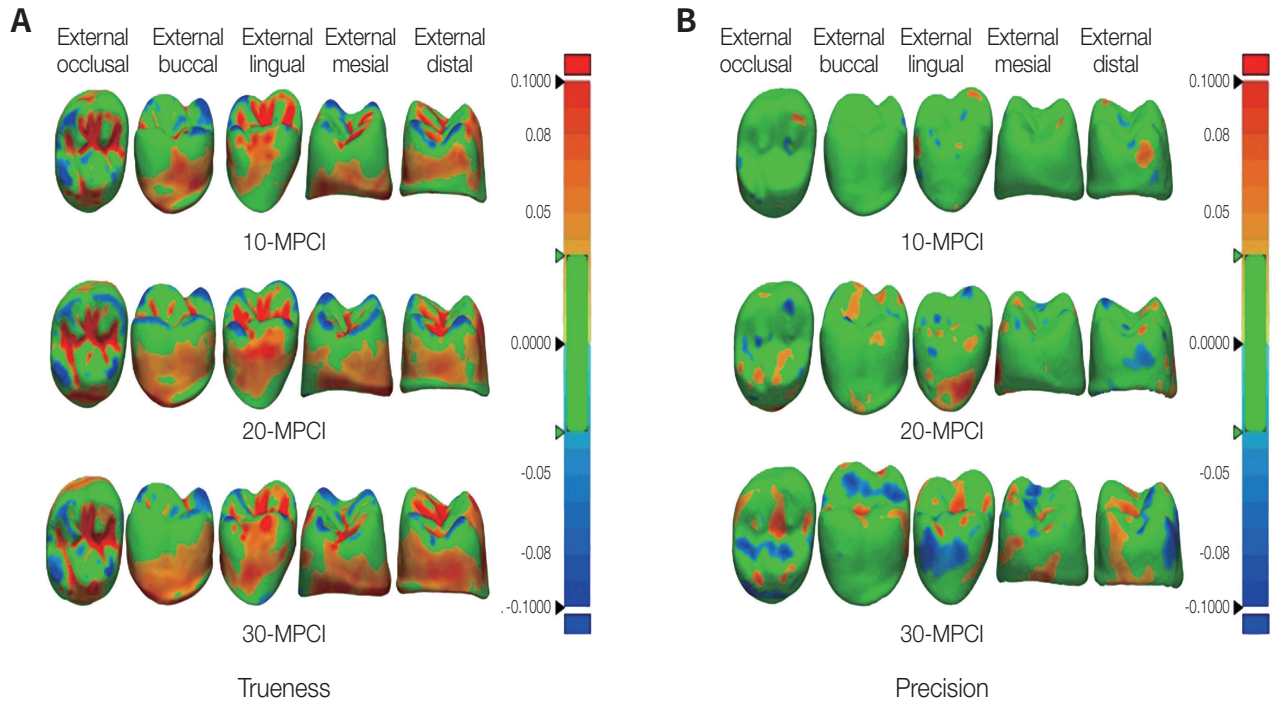 A
External occlusal
External buccal
External lingual
External mesial
External distal
10-MPCI
20-MPCI
30-MPCI
Trueness
0.1000
0.08
0.05
0.0000
-0.05
-0.08
.-0.1000
B
External occlusal
External buccal
External lingual
External mesial
External distal
10-MPCI
20-MPCI
30-MPCI
Precision
0.1000
0.08
0.05
0.0000
-0.05
-0.08
-0.1000